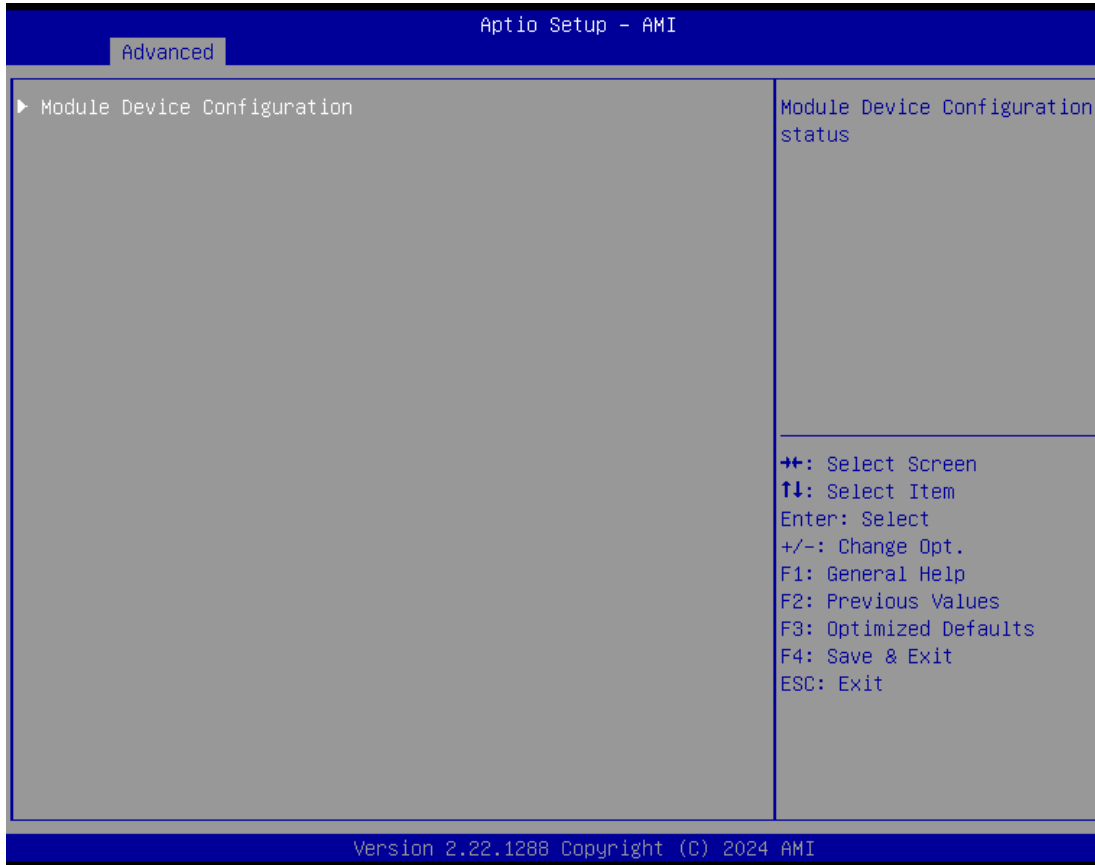 Aptio Setup – AMI
Advanced
▶ Module Device Configuration
Module Device Configuration
status
→←: Select Screen
↑↓: Select Item
Enter: Select
+/-: Change Opt.
F1: General Help
F2: Previous Values
F3: Optimized Defaults
F4: Save & Exit
ESC: Exit
Version 2.22.1288 Copyright (C) 2024 AMI